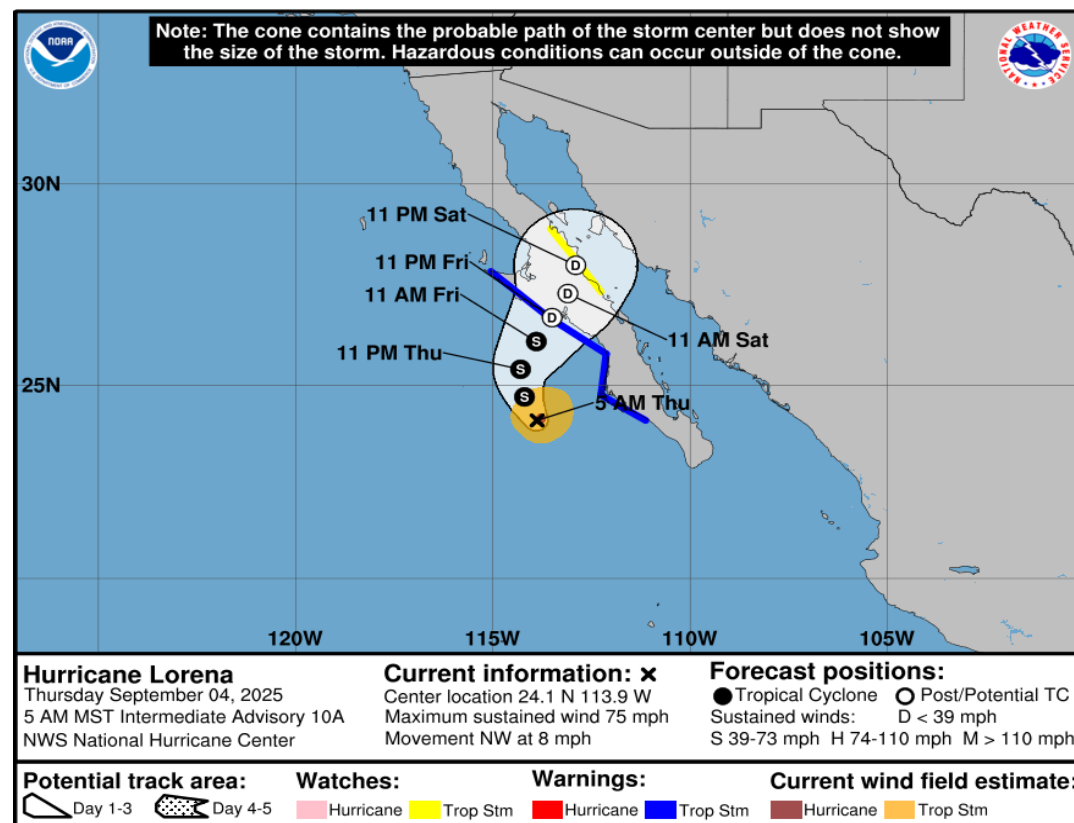 Note: The cone contains the probable path of the storm center but does not show
the size of the storm. Hazardous conditions can occur outside of the cone.
NOAA
NATIONAL WEATHER SERVICE
30N
25N
11 PM Sat
11 PM Fri
11 AM Fri
11 AM Sat
11 PM Thu
5 AM Thu
D
D
D
S
S
S
120W 115W 110W 105W
Hurricane Lorena
Thursday September 04, 2025
5 AM MST Intermediate Advisory 10A
NWS National Hurricane Center
Current information: x
Center location 24.1 N 113.9 W
Maximum sustained wind 75 mph
Movement NW at 8 mph
Forecast positions:
Tropical Cyclone Post/Potential TC
Sustained winds: D < 39 mph
S 39-73 mph H 74-110 mph M > 110 mph
Potential track area:
Day 1-3 Day 4-5
Watches:
Hurricane Trop Stm
Warnings:
Hurricane Trop Stm
Current wind field estimate:
Hurricane Trop Stm